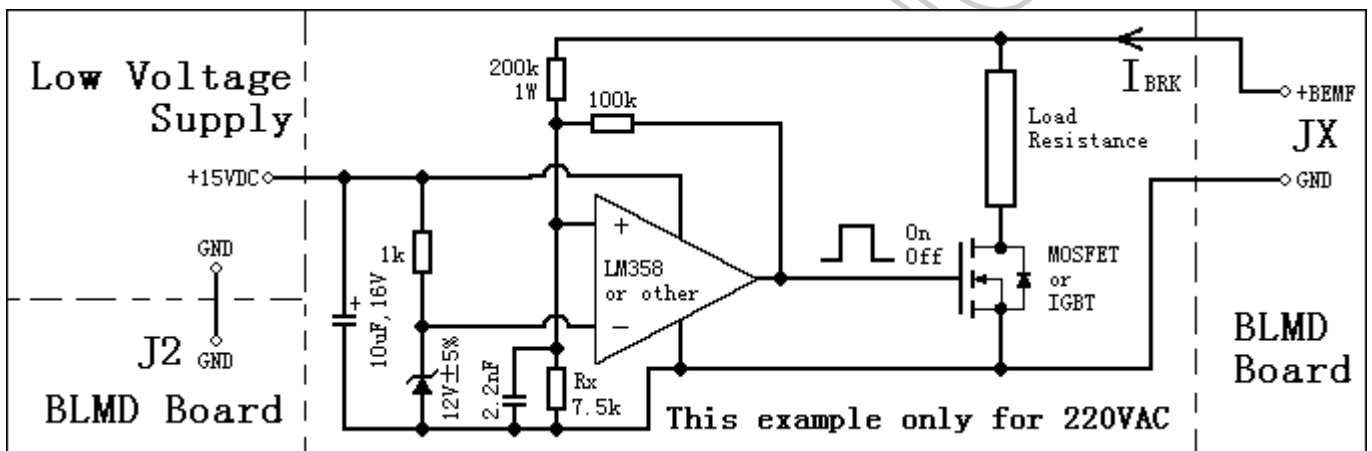 Low Voltage
Supply
+15VDC
GND
GND
J2
BLMD Board
10uF,16V
+
1k
12V±5%
2.2nF
200k
1W
100k
+
LM358
or other
−
Rx
7.5k
On
Off
I BRK
Load
Resistance
MOSFET
or
IGBT
This example only for 220VAC
+BEMF
JX
GND
BLMD
Board